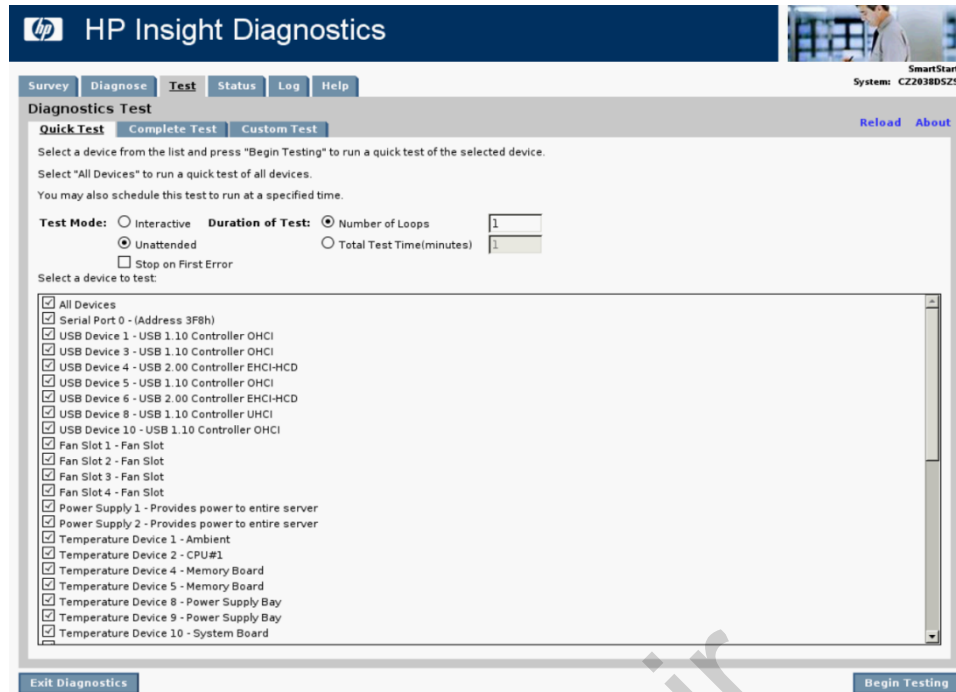 hp HP Insight Diagnostics
SmartStart
System: CZ2038DSZS
Survey Diagnose Test Status Log Help
Diagnostics Test
Quick Test Complete Test Custom Test Reload About
Select a device from the list and press "Begin Testing" to run a quick test of the selected device.
Select "All Devices" to run a quick test of all devices.
You may also schedule this test to run at a specified time.
Test Mode: Interactive Duration of Test: Number of Loops 1
Unattended Total Test Time(minutes) 1
Stop on First Error
Select a device to test:
All Devices
Serial Port 0 - (Address 3F8h)
USB Device 1 - USB 1.10 Controller OHCI
USB Device 3 - USB 1.10 Controller OHCI
USB Device 4 - USB 2.00 Controller EHCI-HCD
USB Device 5 - USB 1.10 Controller OHCI
USB Device 6 - USB 2.00 Controller EHCI-HCD
USB Device 8 - USB 1.10 Controller UHCI
USB Device 10 - USB 1.10 Controller OHCI
Fan Slot 1 - Fan Slot
Fan Slot 2 - Fan Slot
Fan Slot 3 - Fan Slot
Fan Slot 4 - Fan Slot
Power Supply 1 - Provides power to entire server
Power Supply 2 - Provides power to entire server
Temperature Device 1 - Ambient
Temperature Device 2 - CPU#1
Temperature Device 4 - Memory Board
Temperature Device 5 - Memory Board
Temperature Device 8 - Power Supply Bay
Temperature Device 9 - Power Supply Bay
Temperature Device 10 - System Board
Exit Diagnostics Begin Testing